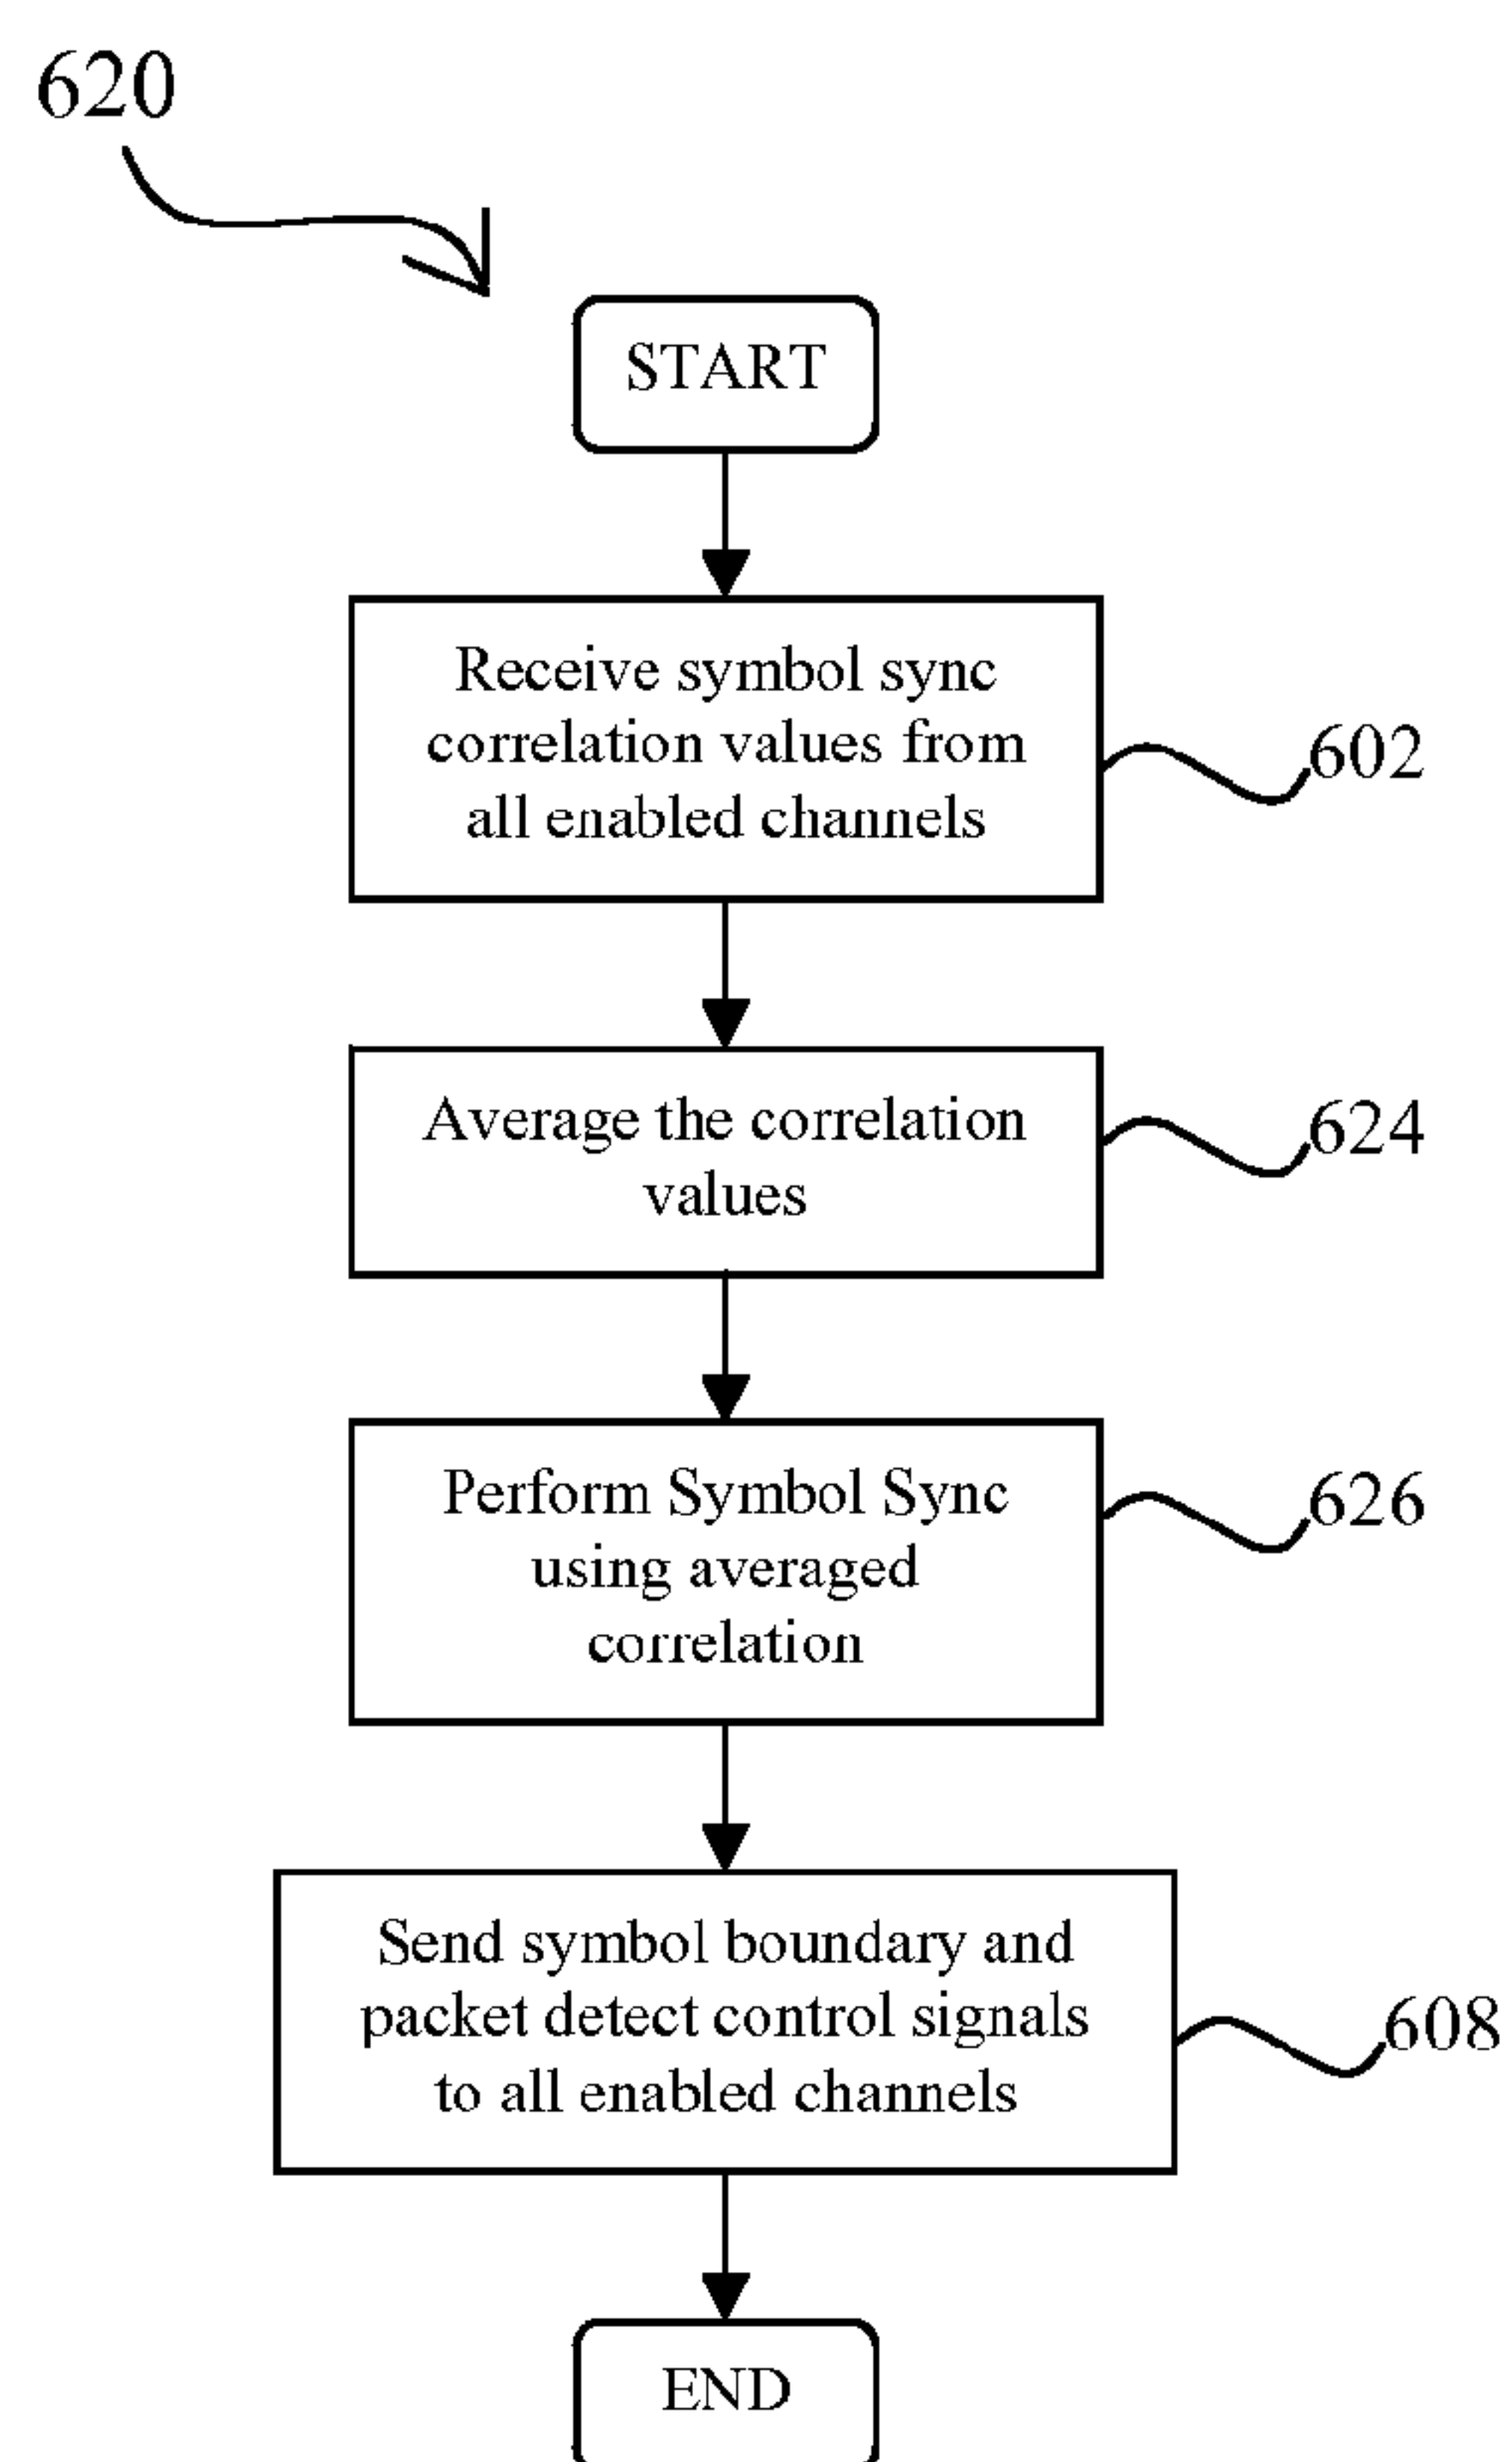 620
START
Receive symbol sync
correlation values from
all enabled channels
602
Average the correlation
values
624
Perform Symbol Sync
using averaged
correlation
626
Send symbol boundary and
packet detect control signals
to all enabled channels
608
END